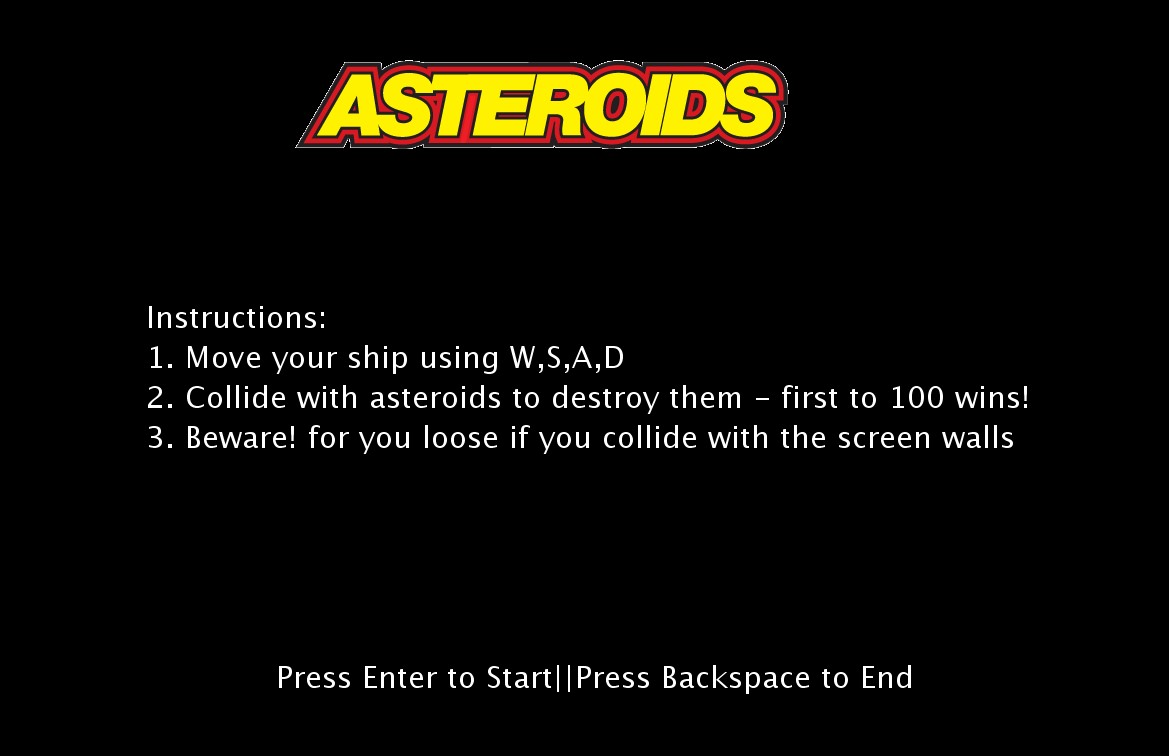 ASTEROIDS
Instructions:
1. Move your ship using W,S,A,D
2. Collide with asteroids to destroy them - first to 100 wins!
3. Beware! for you loose if you collide with the screen walls
Press Enter to Start||Press Backspace to End